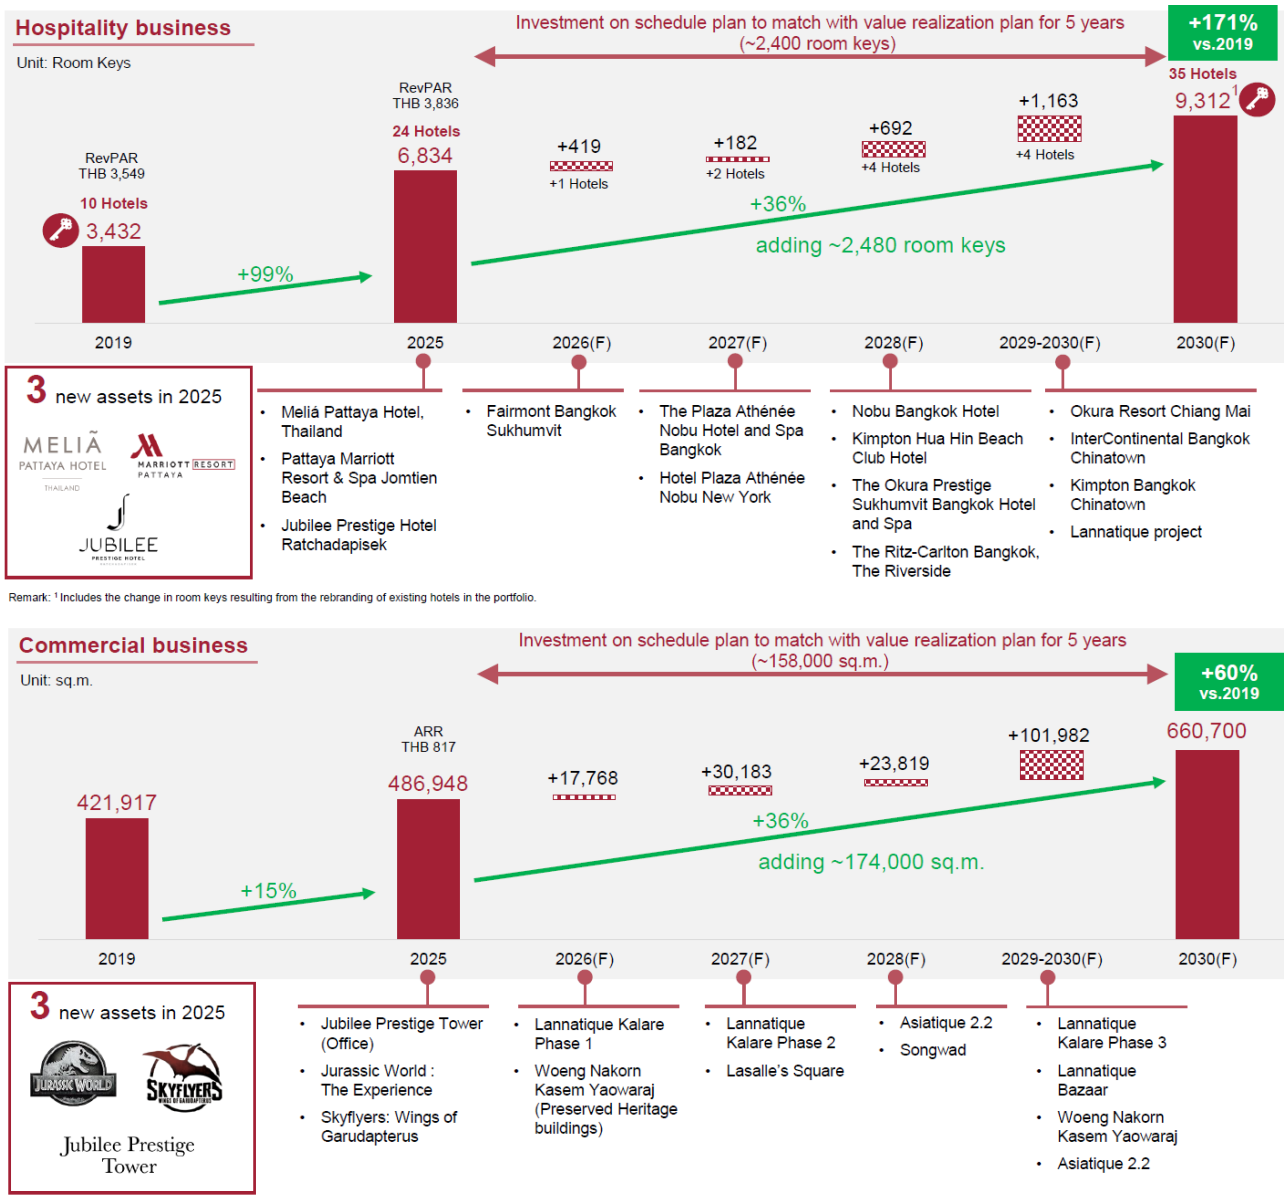 Hospitality business
Unit: Room Keys
Investment on schedule plan to match with value realization plan for 5 years
(~2,400 room keys)
+171%
vs.2019
RevPAR
THB 3,549
10 Hotels
3,432
+99%
RevPAR
THB 3,836
24 Hotels
6,834
+419
+1 Hotels
+182
+2 Hotels
+692
+4 Hotels
+1,163
+4 Hotels
35 Hotels
9,312¹
+36%
adding ~2,480 room keys
2019
2025
2026(F)
2027(F)
2028(F)
2029-2030(F)
2030(F)
3 new assets in 2025
MELIÃ
PATTAYA HOTEL
THAILAND
MARRIOTT RESORT
PATTAYA
JUBILEE
PRESTIGE HOTEL
• Meliá Pattaya Hotel,
Thailand
• Pattaya Marriott
Resort & Spa Jomtien
Beach
• Jubilee Prestige Hotel
Ratchadapisek
• Fairmont Bangkok
Sukhumvit
• The Plaza Athénée
Nobu Hotel and Spa
Bangkok
• Hotel Plaza Athénée
Nobu New York
• Nobu Bangkok Hotel
• Kimpton Hua Hin Beach
Club Hotel
• The Okura Prestige
Sukhumvit Bangkok Hotel
and Spa
• The Ritz-Carlton Bangkok,
The Riverside
• Okura Resort Chiang Mai
• InterContinental Bangkok
Chinatown
• Kimpton Bangkok
Chinatown
• Lannatique project
Remark: ¹ Includes the change in room keys resulting from the rebranding of existing hotels in the portfolio.
Commercial business
Unit: sq.m.
Investment on schedule plan to match with value realization plan for 5 years
(~158,000 sq.m.)
+60%
vs.2019
421,917
+15%
ARR
THB 817
486,948
+17,768
+30,183
+23,819
+101,982
660,700
+36%
adding ~174,000 sq.m.
2019
2025
2026(F)
2027(F)
2028(F)
2029-2030(F)
2030(F)
3 new assets in 2025
JURASSIC WORLD
SKYFLYERS
WINGS OF GARUDAPTERUS
Jubilee Prestige
Tower
• Jubilee Prestige Tower
(Office)
• Jurassic World :
The Experience
• Skyflyers: Wings of
Garudapterus
• Lannatique Kalare
Phase 1
• Woeng Nakorn
Kasem Yaowaraj
(Preserved Heritage
buildings)
• Lannatique
Kalare Phase 2
• Lasalle's Square
• Asiatique 2.2
• Songwad
• Lannatique
Kalare Phase 3
• Lannatique
Bazaar
• Woeng Nakorn
Kasem Yaowaraj
• Asiatique 2.2